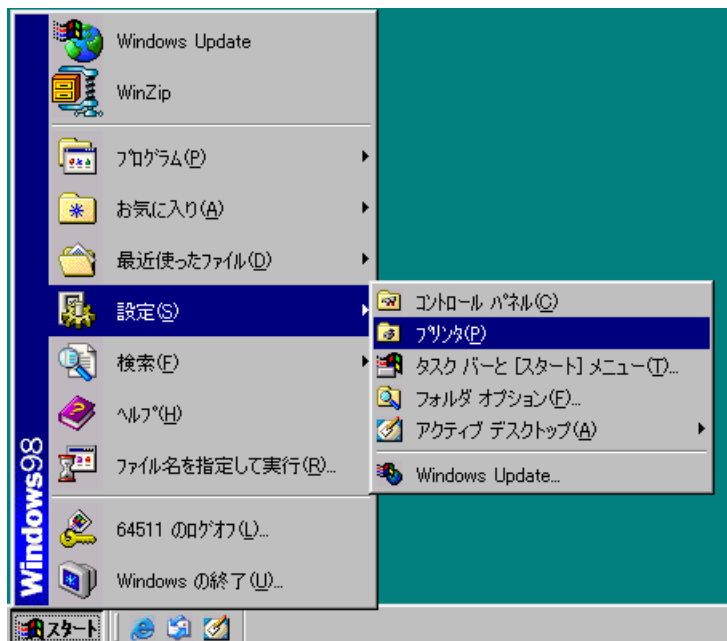 Windows Update
WinZip
プログラム(P)
お気に入り(A)
最近使ったファイル(D)
設定(S)
検索(F)
ヘルプ(H)
ファイル名を指定して実行(R)...
64511 のログオフ(L)...
Windows の終了(U)...
Windows98
コントロール パネル(C)
プリンタ(P)
タスク バーと [スタート] メニュー(T)...
フォルダ オプション(F)...
アクティブ デスクトップ(A)
Windows Update...
スタート